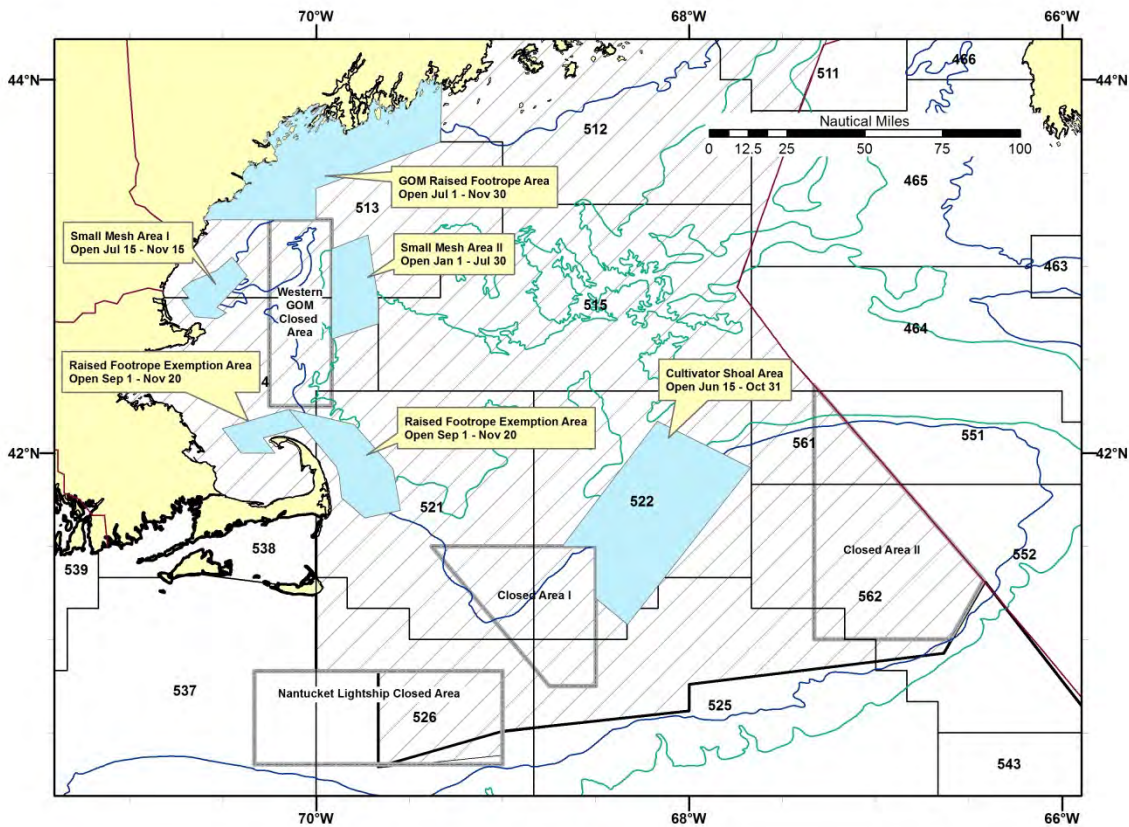 70°W
68°W
66°W
44°N
44°N
511
466
512
Nautical Miles
0
12.5
25
50
75
100
465
GOM Raised Footrope Area
Open Jul 1 - Nov 30
513
Small Mesh Area I
Open Jul 15 - Nov 15
Small Mesh Area II
Open Jan 1 - Jul 30
463
Western
GOM
Closed
Area
515
464
Raised Footrope Exemption Area
Open Sep 1 - Nov 20
4
Cultivator Shoal Area
Open Jun 15 - Oct 31
Raised Footrope Exemption Area
Open Sep 1 - Nov 20
561
551
42°N
42°N
522
521
538
539
Closed Area II
552
Closed Area I
562
537
Nantucket Lightship Closed Area
526
525
543
70°W
68°W
66°W